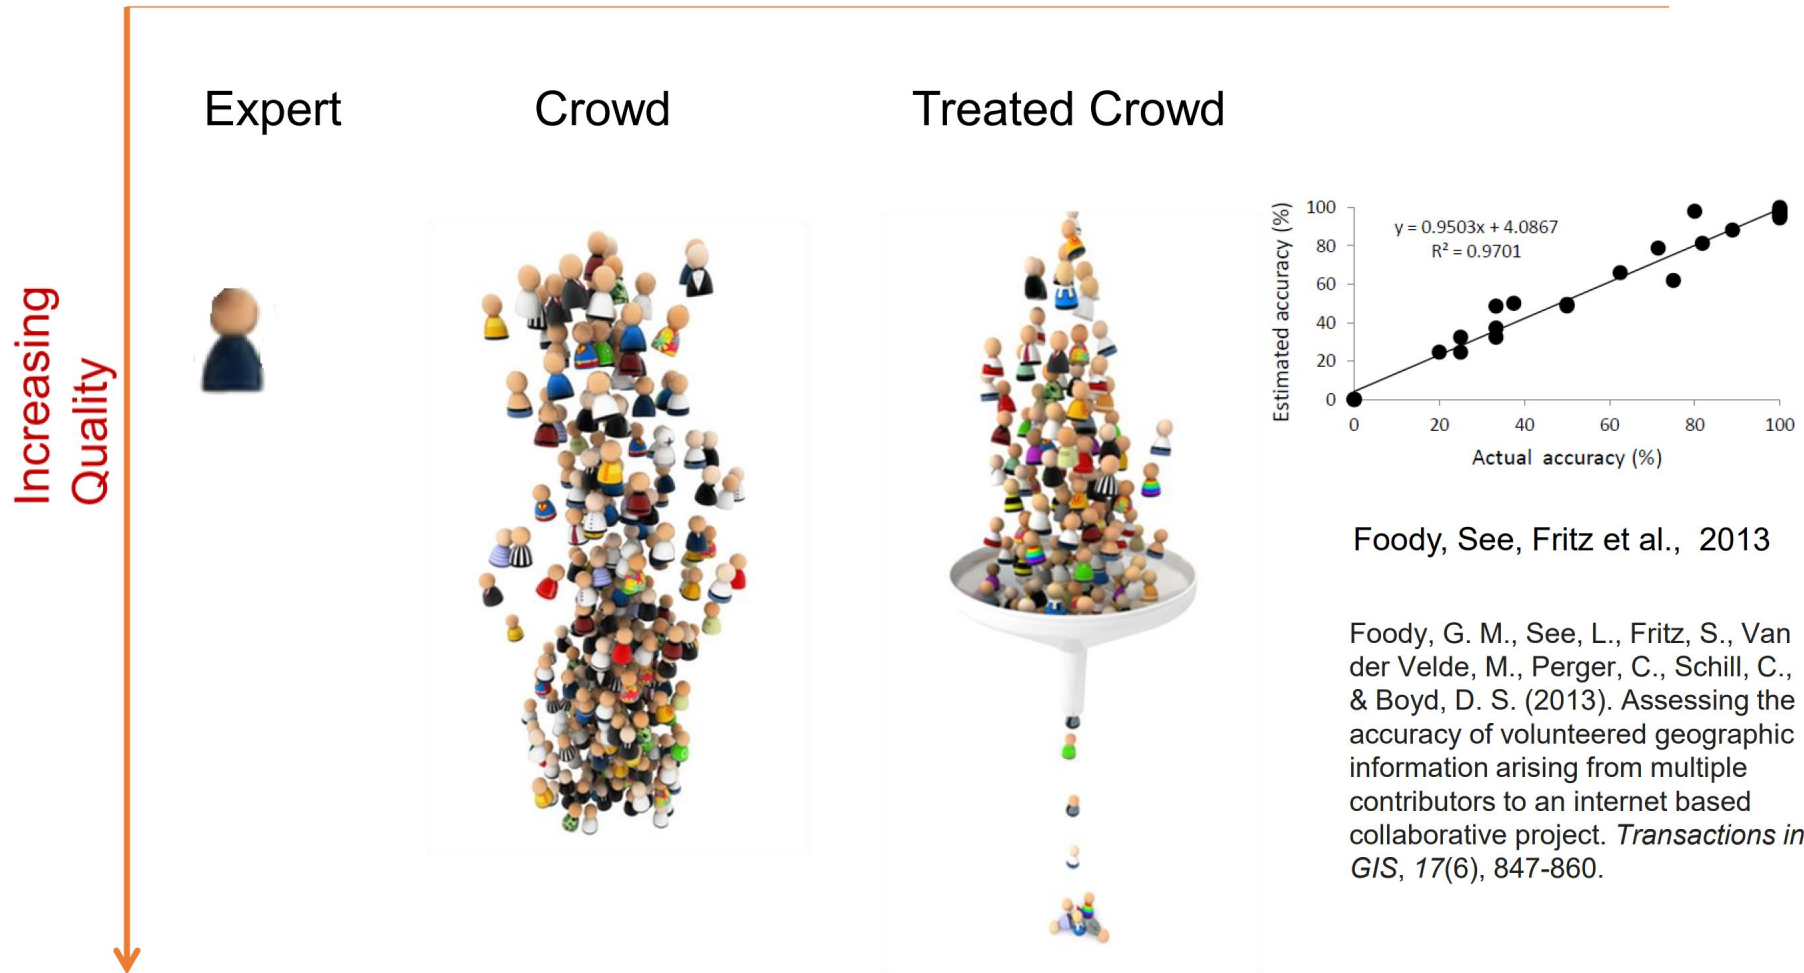 Expert
Crowd
Treated Crowd
Increasing
Quality
Estimated accuracy (%)
100
80
60
40
20
0
y = 0.9503x + 4.0867
R² = 0.9701
0 20 40 60 80 100
Actual accuracy (%)
Foody, See, Fritz et al., 2013
Foody, G. M., See, L., Fritz, S., Van
der Velde, M., Perger, C., Schill, C.,
& Boyd, D. S. (2013). Assessing the
accuracy of volunteered geographic
information arising from multiple
contributors to an internet based
collaborative project. Transactions in
GIS, 17(6), 847-860.